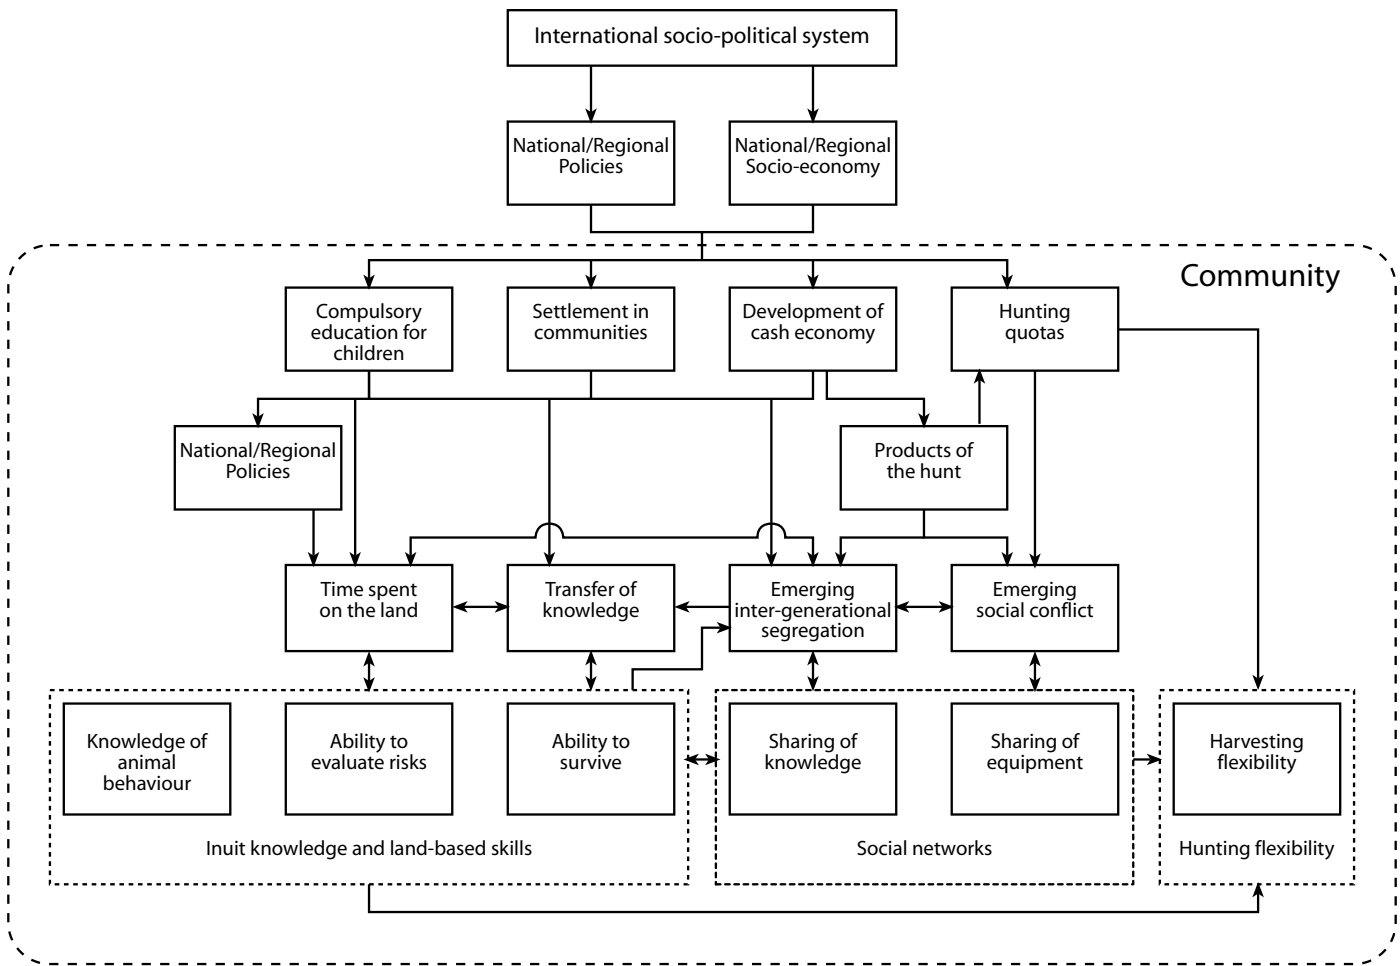 International socio-political system
National/Regional
Policies
National/Regional
Socio-economy
Community
Compulsory
education for
children
Settlement in
communities
Development of
cash economy
Hunting
quotas
National/Regional
Policies
Products of
the hunt
Time spent
on the land
Transfer of
knowledge
Emerging
inter-generational
segregation
Emerging
social conflict
Knowledge of
animal
behaviour
Ability to
evaluate risks
Ability to
survive
Sharing of
knowledge
Sharing of
equipment
Harvesting
flexibility
Inuit knowledge and land-based skills
Social networks
Hunting flexibility